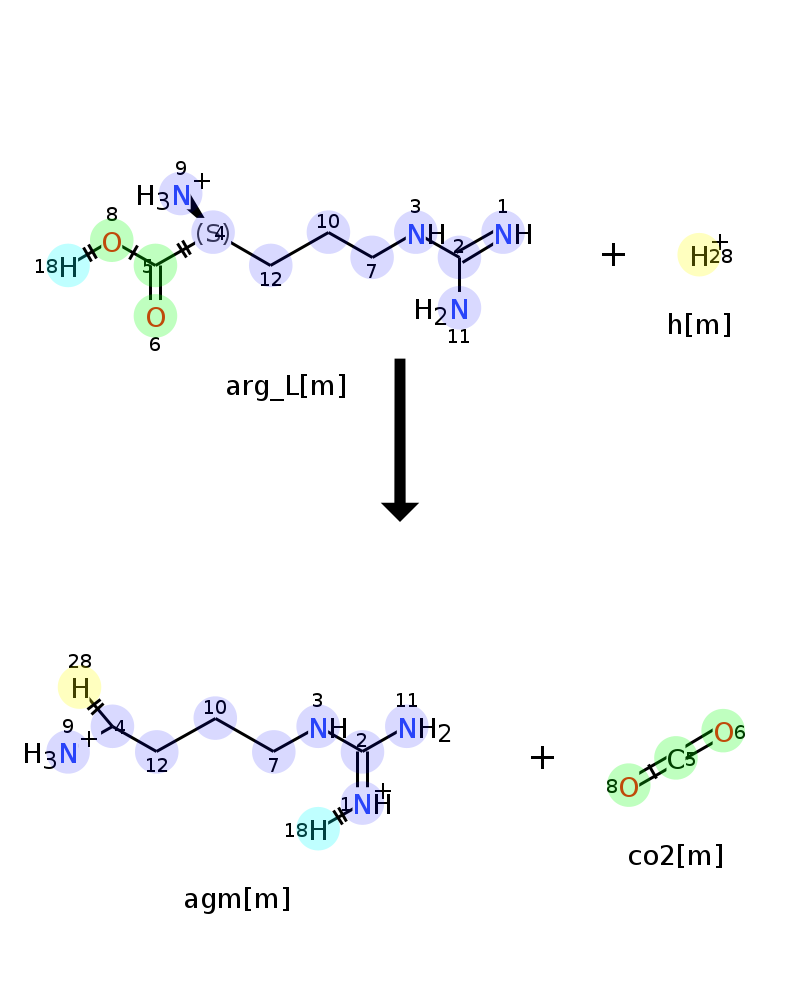 9
H3N+
8
18H
O
5
(S)
4
O
6
12
10
7
3
NH
2
1
NH
H2N
11
+
H+
28
h[m]
arg_L[m]
28
H
9
H3N+
4
12
10
7
3
NH
2
11
NH2
1NH+
18H
+
8O
C5
O6
agm[m]
co2[m]